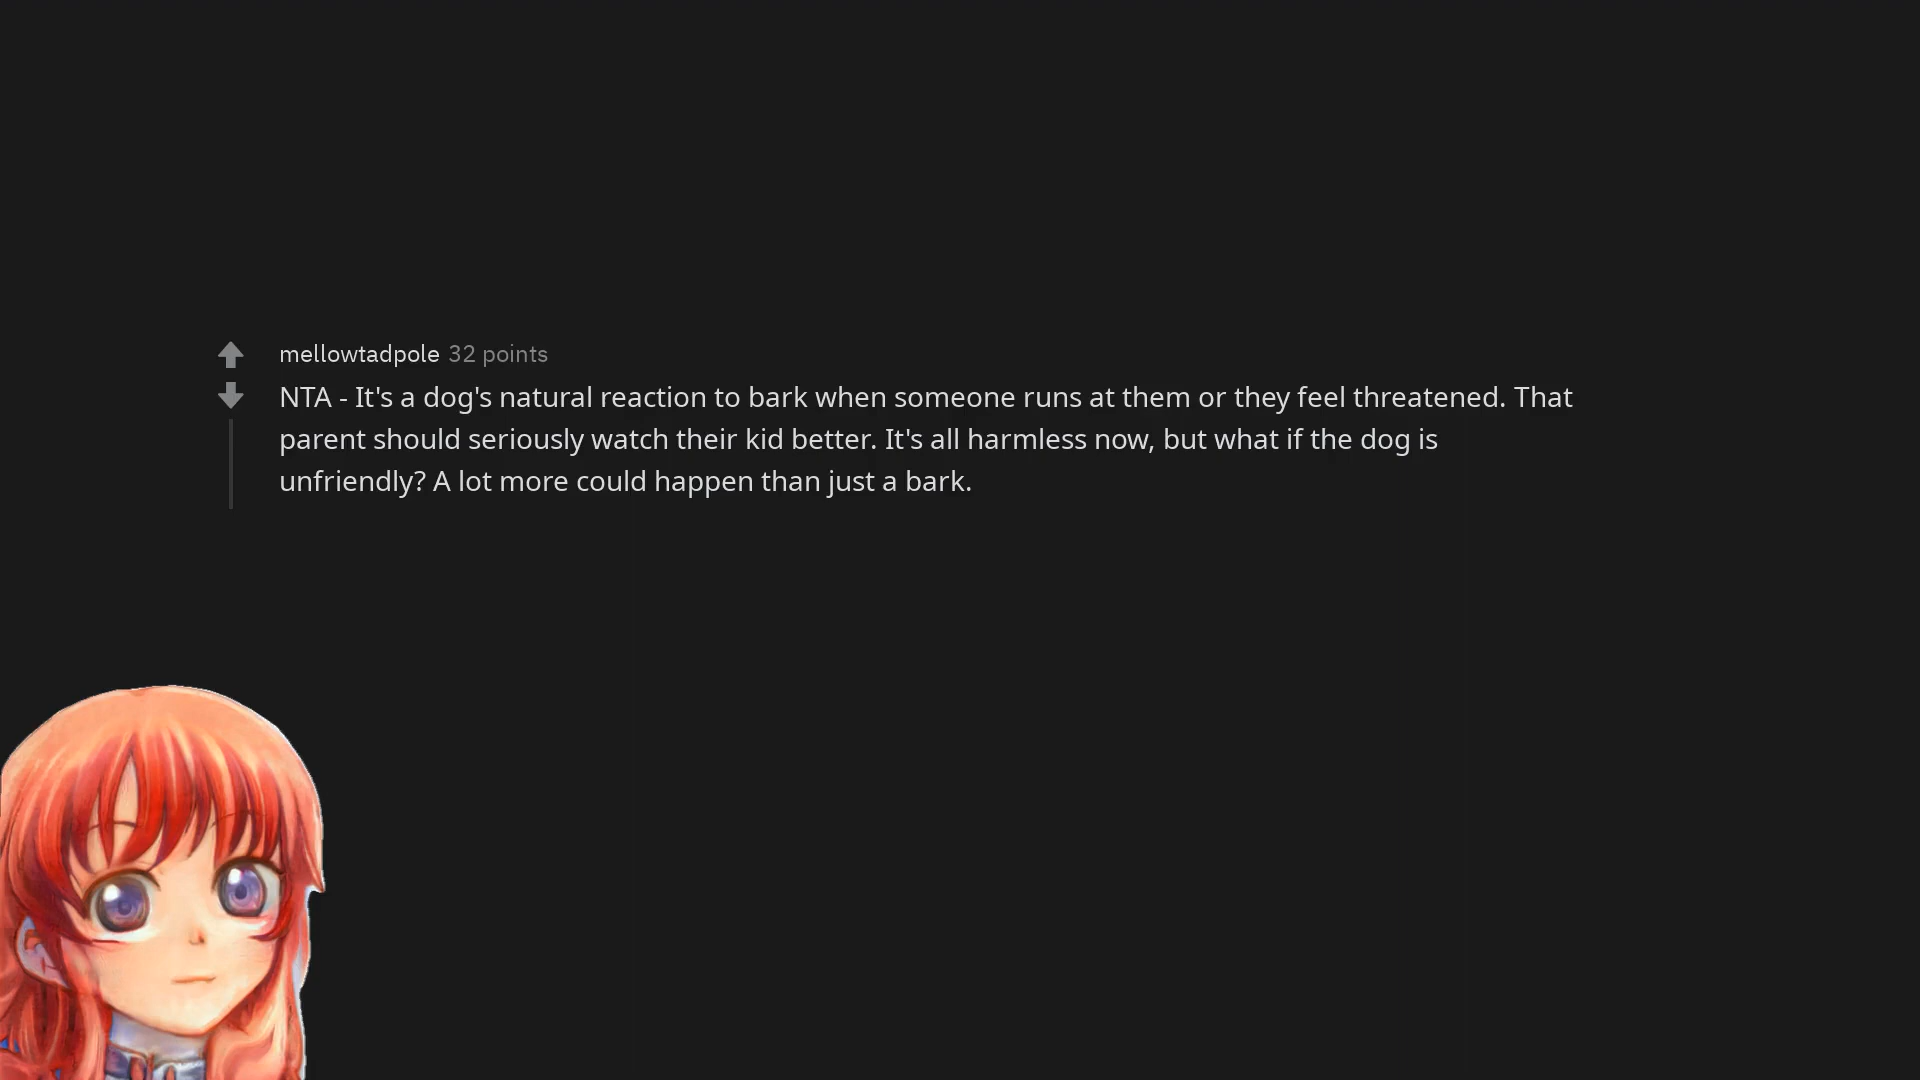 mellowtadpole 32 points
NTA - It's a dog's natural reaction to bark when someone runs at them or they feel threatened. That
parent should seriously watch their kid better. It's all harmless now, but what if the dog is
unfriendly? A lot more could happen than just a bark.